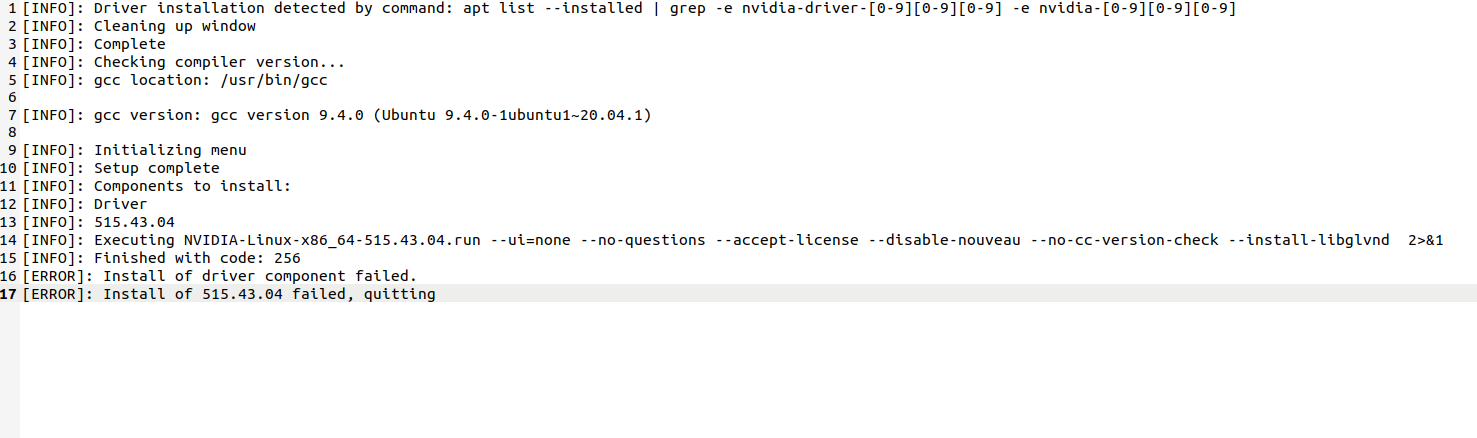 1 [INFO]: Driver installation detected by command: apt list --installed | grep -e nvidia-driver-[0-9][0-9][0-9] -e nvidia-[0-9][0-9][0-9]
2 [INFO]: Cleaning up window
3 [INFO]: Complete
4 [INFO]: Checking compiler version...
5 [INFO]: gcc location: /usr/bin/gcc
6
7 [INFO]: gcc version: gcc version 9.4.0 (Ubuntu 9.4.0-1ubuntu1~20.04.1)
8
9 [INFO]: Initializing menu
10 [INFO]: Setup complete
11 [INFO]: Components to install:
12 [INFO]: Driver
13 [INFO]: 515.43.04
14 [INFO]: Executing NVIDIA-Linux-x86_64-515.43.04.run --ui=none --no-questions --accept-license --disable-nouveau --no-cc-version-check --install-libglvnd  2>&1
15 [INFO]: Finished with code: 256
16 [ERROR]: Install of driver component failed.
17 [ERROR]: Install of 515.43.04 failed, quitting